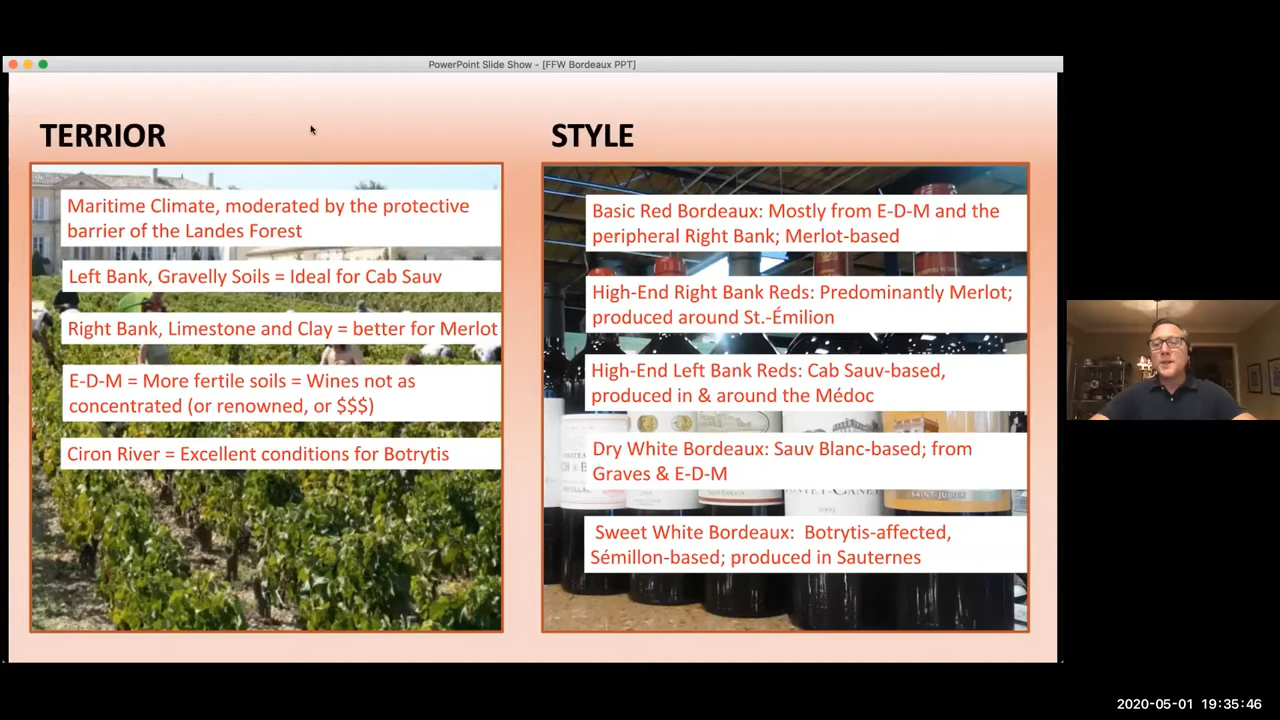 PowerPoint Slide Show - [FFW Bordeaux PPT]
TERRIOR
Maritime Climate, moderated by the protective
barrier of the Landes Forest
Left Bank, Gravelly Soils = Ideal for Cab Sauv
Right Bank, Limestone and Clay = better for Merlot
E-D-M = More fertile soils = Wines not as
concentrated (or renowned, or $$$)
Ciron River = Excellent conditions for Botrytis
STYLE
Basic Red Bordeaux: Mostly from E-D-M and the
peripheral Right Bank; Merlot-based
High-End Right Bank Reds: Predominantly Merlot;
produced around St.-Émilion
High-End Left Bank Reds: Cab Sauv-based,
produced in & around the Médoc
Dry White Bordeaux: Sauv Blanc-based; from
Graves & E-D-M
SAINT-JULIEN
Sweet White Bordeaux:  Botrytis-affected,
Sémillon-based; produced in Sauternes
2020-05-01 19:35:46